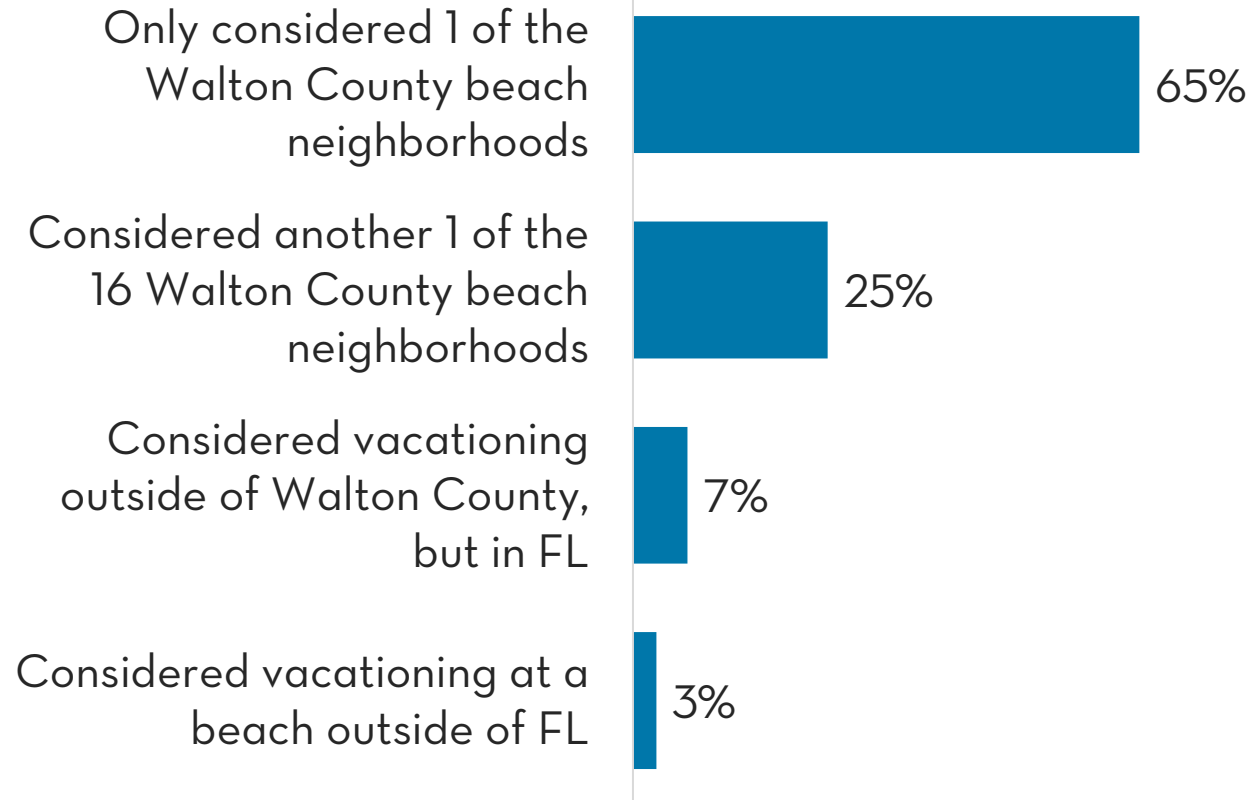 Only considered 1 of the
Walton County beach
neighborhoods
65%
Considered another 1 of the
16 Walton County beach
neighborhoods
25%
Considered vacationing
outside of Walton County,
but in FL
7%
Considered vacationing at a
beach outside of FL
3%